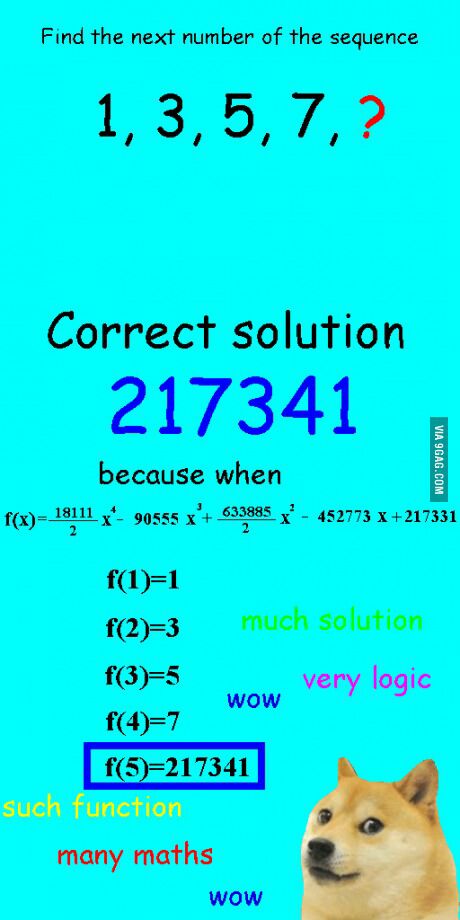 Find the next number of the sequence
1, 3, 5, 7, ?
Correct solution
217341
because when
f(x)= 18111/2 x⁴- 90555 x³+ 633885/2 x² - 452773 x +217331
f(1)=1
f(2)=3
much solution
f(3)=5
very logic
wow
f(4)=7
f(5)=217341
such function
many maths
wow
VIA 9GAG.COM